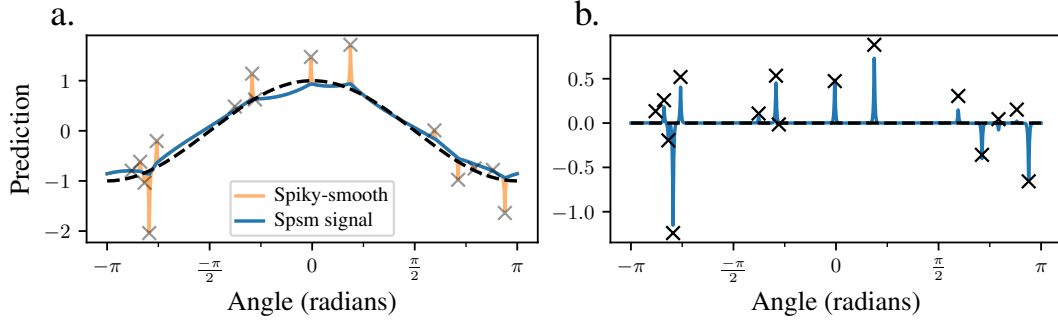 a.
Prediction
1
0
−1
−2
Spiky-smooth
Spsm signal
−π
−π/2
0
π/2
π
Angle (radians)
b.
0.5
0.0
−0.5
−1.0
−π
−π/2
0
π/2
π
Angle (radians)